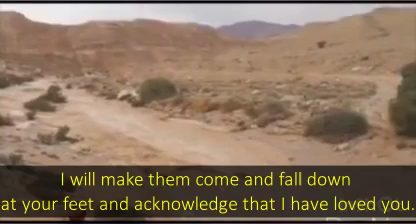 I will make them come and fall down
at your feet and acknowledge that I have loved you.